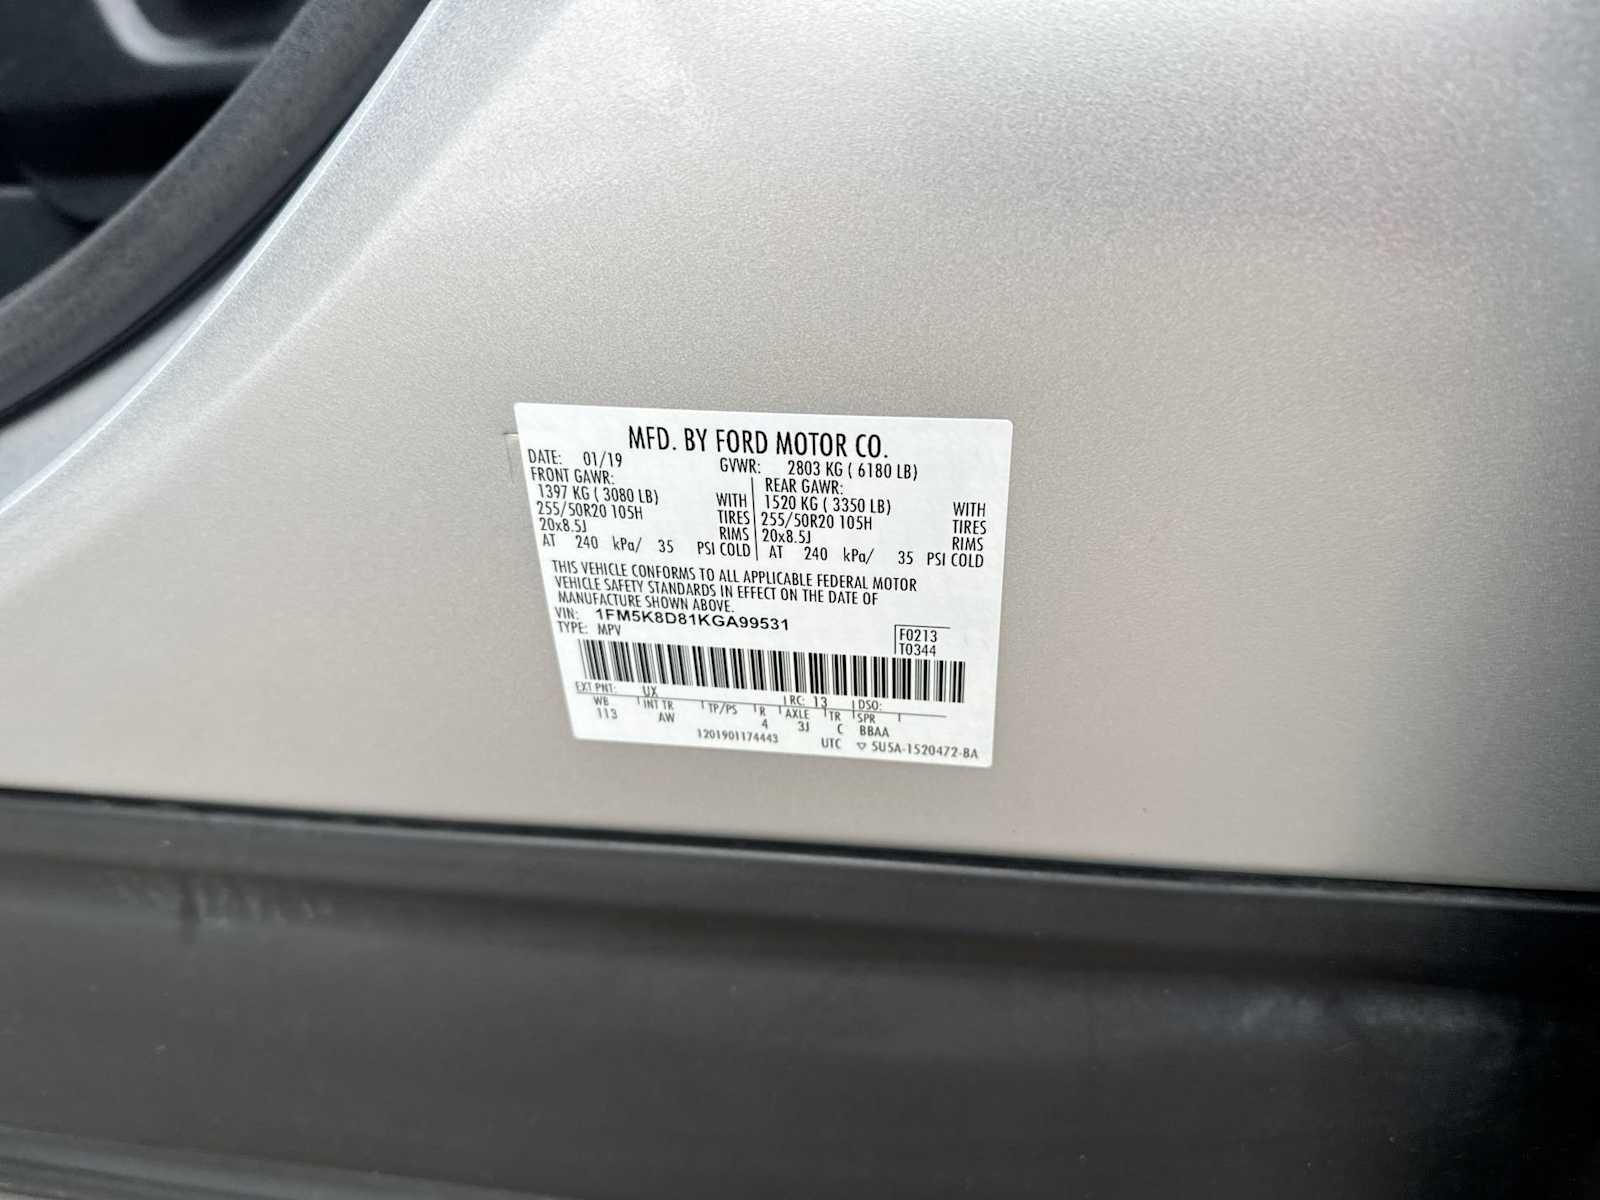 MFD. BY FORD MOTOR CO.
DATE: 01/19 GVWR: 2803 KG ( 6180 LB)
FRONT GAWR: REAR GAWR:
1397 KG ( 3080 LB) WITH 1520 KG ( 3350 LB) WITH
255/50R20 105H TIRES 255/50R20 105H TIRES
20x8.5J RIMS 20x8.5J RIMS
AT 240 kPa/ 35 PSI COLD AT 240 kPa/ 35 PSI COLD
THIS VEHICLE CONFORMS TO ALL APPLICABLE FEDERAL MOTOR
VEHICLE SAFETY STANDARDS IN EFFECT ON THE DATE OF
MANUFACTURE SHOWN ABOVE.
VIN: 1FM5K8D81KGA99531
TYPE: MPV
F0213
T0344
EXT PNT: UX RC: 13 DSO:
WB INT TR TP/PS R AXLE TR SPR
113 AW 4 3J C BBAA
1201901174443 UTC ▽ 5U5A-1520472-BA